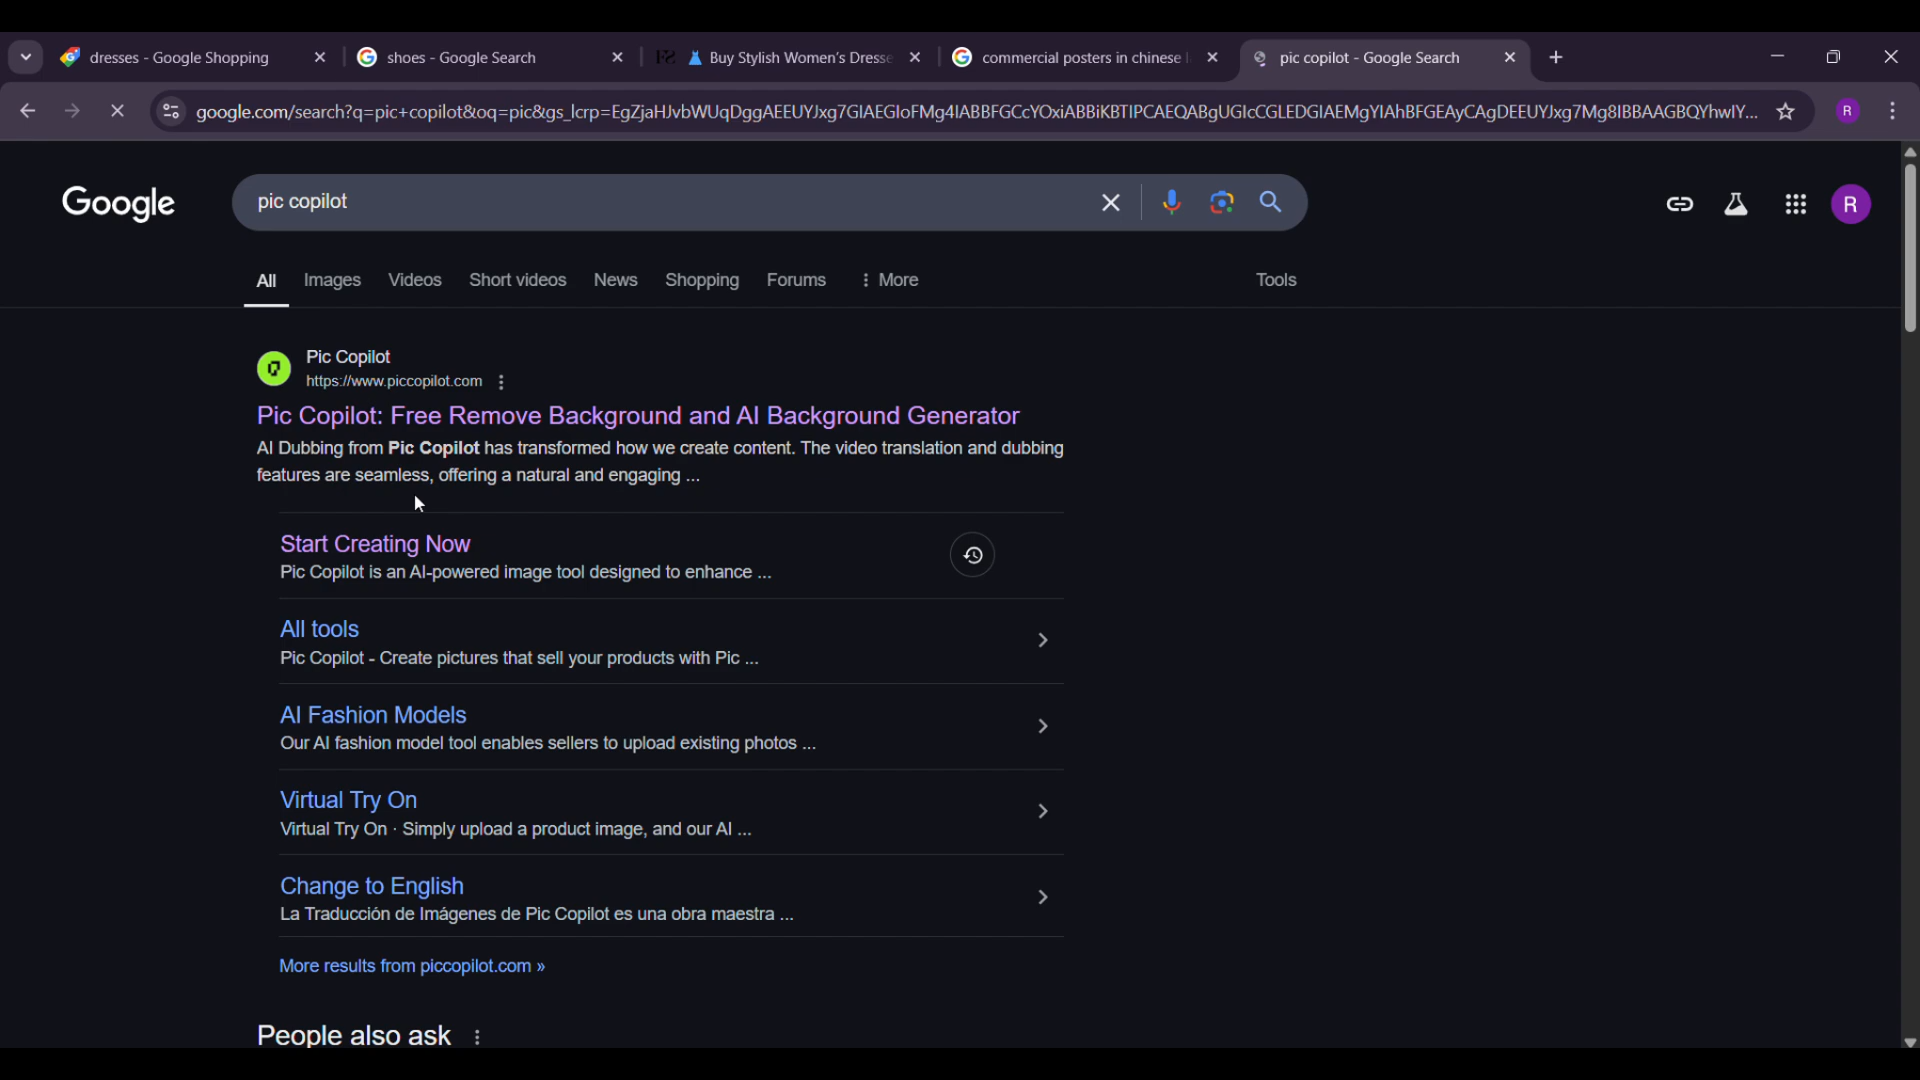 dresses - Google Shopping
shoes - Google Search
Buy Stylish Women's Dresse
commercial posters in chinese l
pic copilot - Google Search
google.com/search?q=pic+copilot&oq=pic&gs_lcrp=EgZjaHJvbWUqDggAEEUYJxg7GIAEGIoFMg4IABBFGCcYOxiABBiKBTIPCAEQABgUGIcCGLEDGIAEMgYIAhBFGEAyCAgDEEUYJxg7Mg8IBBAAGBQYhwIY...
R
Google
pic copilot
R
All
Images
Videos
Short videos
News
Shopping
Forums
More
Tools
Pic Copilot
https://www.piccopilot.com
Pic Copilot: Free Remove Background and AI Background Generator
AI Dubbing from Pic Copilot has transformed how we create content. The video translation and dubbing
features are seamless, offering a natural and engaging ...
Start Creating Now
Pic Copilot is an AI-powered image tool designed to enhance ...
All tools
Pic Copilot - Create pictures that sell your products with Pic ...
AI Fashion Models
Our AI fashion model tool enables sellers to upload existing photos ...
Virtual Try On
Virtual Try On · Simply upload a product image, and our AI ...
Change to English
La Traducción de Imágenes de Pic Copilot es una obra maestra ...
More results from piccopilot.com »
People also ask